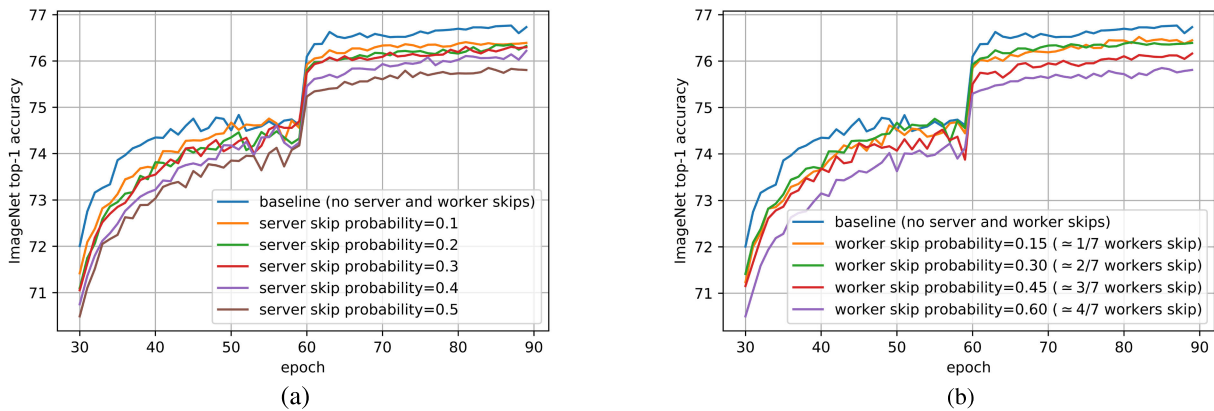 77
76
75
74
73
72
71
ImageNet top-1 accuracy
baseline (no server and worker skips)
server skip probability=0.1
server skip probability=0.2
server skip probability=0.3
server skip probability=0.4
server skip probability=0.5
30 40 50 60 70 80 90
epoch
(a)
77
76
75
74
73
72
71
ImageNet top-1 accuracy
baseline (no server and worker skips)
worker skip probability=0.15 (≃1/7 workers skip)
worker skip probability=0.30 (≃2/7 workers skip)
worker skip probability=0.45 (≃3/7 workers skip)
worker skip probability=0.60 (≃4/7 workers skip)
30 40 50 60 70 80 90
epoch
(b)